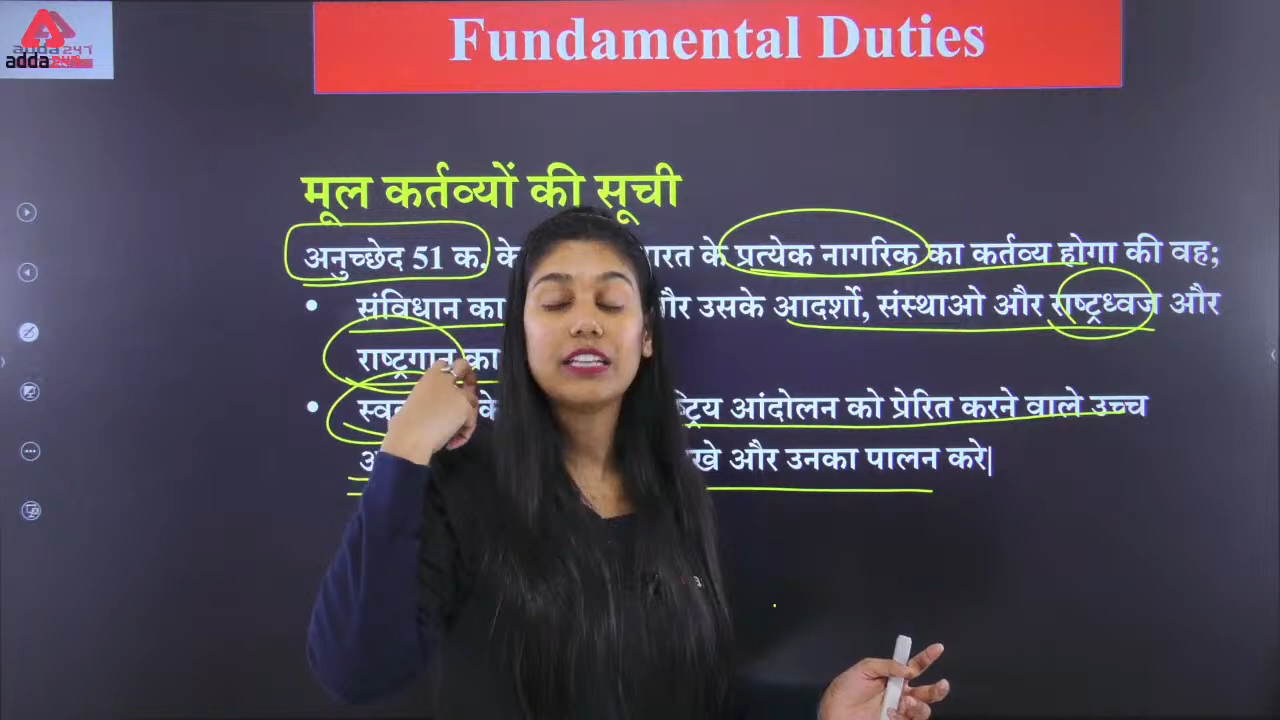 adda247
adda247
Fundamental Duties
मूल कर्तव्यों की सूची
अनुच्छेद 51 क. के भारत के प्रत्येक नागरिक का कर्तव्य होगा की वह;
• संविधान का और उसके आदर्शो, संस्थाओ और राष्ट्रध्वज और
राष्ट्रगान का
• के आंदोलन को प्रेरित करने वाले उच्च
और उनका पालन करे|